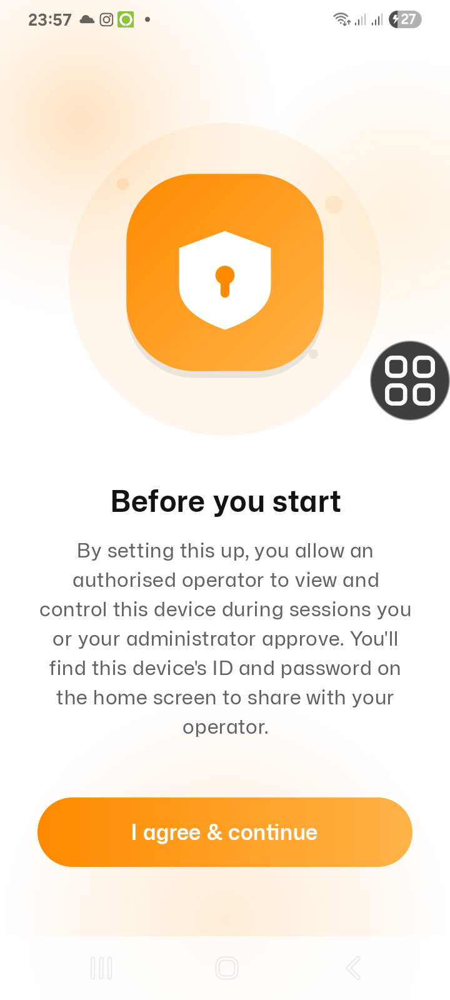 23:57
27
Before you start
By setting this up, you allow an
authorised operator to view and
control this device during sessions you
or your administrator approve. You'll
find this device's ID and password on
the home screen to share with your
operator.
I agree & continue